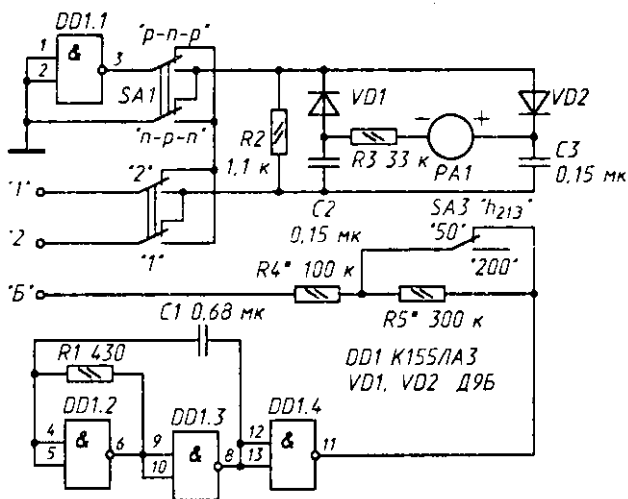 DD1.1
"p-n-p"
1
2
&
3
SA1
"n-p-n"
R2
1,1 к
VD1
VD2
− +
R3 33 к
PA1
C3
0,15 мк
C2
0,15 мк
"1"
"2"
"2
"1"
SA3 "h21Э"
"50"
"200"
"Б"
R4* 100 к
R5* 300 к
C1 0,68 мк
R1 430
DD1.2
DD1.3
DD1.4
4
5
&
6
9
10
&
8
12
13
&
11
DD1 К155ЛА3
VD1, VD2 Д9Б